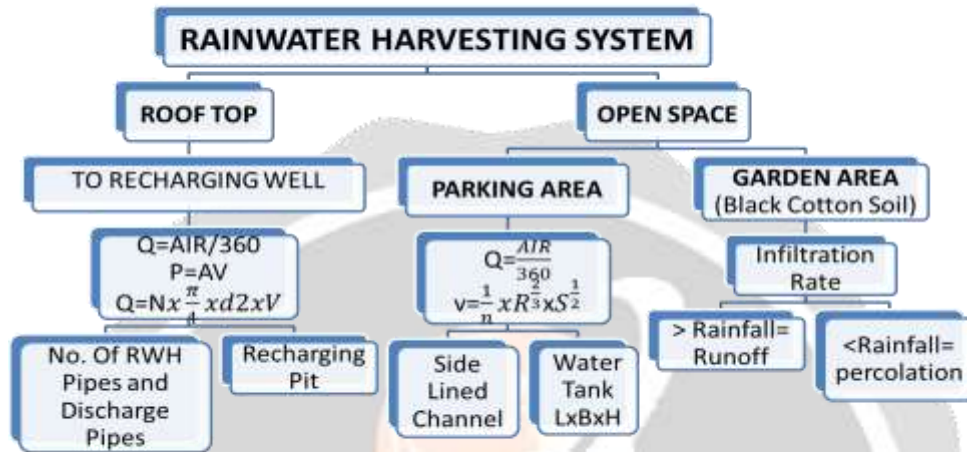 RAINWATER HARVESTING SYSTEM
ROOF TOP
OPEN SPACE
TO RECHARGING WELL
PARKING AREA
GARDEN AREA
(Black Cotton Soil)
Q=AIR/360
P=AV
Q=Nx π/4 xd2xV
Q=AIR/360
v=1/n xR^2/3xS^1/2
Infiltration
Rate
No. Of RWH
Pipes and
Discharge
Pipes
Recharging
Pit
Side
Lined
Channel
Water
Tank
LxBxH
> Rainfall=
Runoff
<Rainfall=
percolation